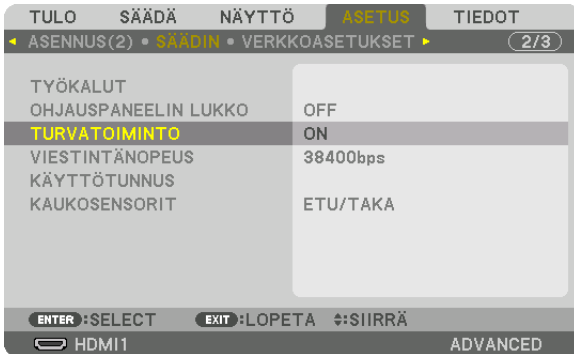 TULO SÄÄDÄ NÄYTTÖ ASETUS TIEDOT
ASENNUS(2) • SÄÄDIN • VERKKOASETUKSET 2/3
TYÖKALUT
OHJAUSPANEELIN LUKKO OFF
TURVATOIMINTO ON
VIESTINTÄNOPEUS 38400bps
KÄYTTÖTUNNUS
KAUKOSENSORIT ETU/TAKA
ENTER :SELECT EXIT :LOPETA :SIIRRÄ
HDMI1 ADVANCED